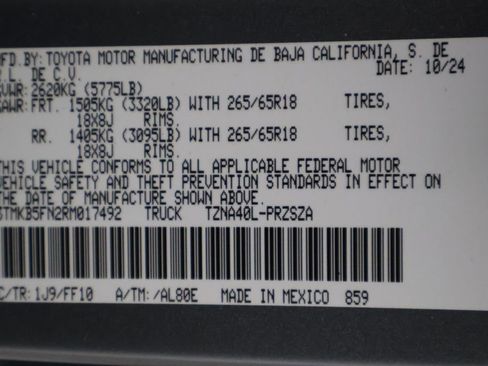 MFD.BY: TOYOTA MOTOR MANUFACTURING DE BAJA CALIFORNIA, S. DE
R L. DE C.V. DATE: 10/24
GVWR: 2620KG (5775LB)
GAWR: FRT. 1505KG (3320LB) WITH 265/65R18 TIRES,
18X8J RIMS.
RR. 1405KG (3095LB) WITH 265/65R18 TIRES,
18X8J RIMS.
THIS VEHICLE CONFORMS TO ALL APPLICABLE FEDERAL MOTOR
VEHICLE SAFETY AND THEFT PREVENTION STANDARDS IN EFFECT ON
THE DATE OF MANUFACTURE SHOWN ABOVE.
3TMKB5FN2RM017492 TRUCK TZNA40L-PRZSZA
C/TR: 1J9/FF10 A/TM: /AL80E MADE IN MEXICO 859